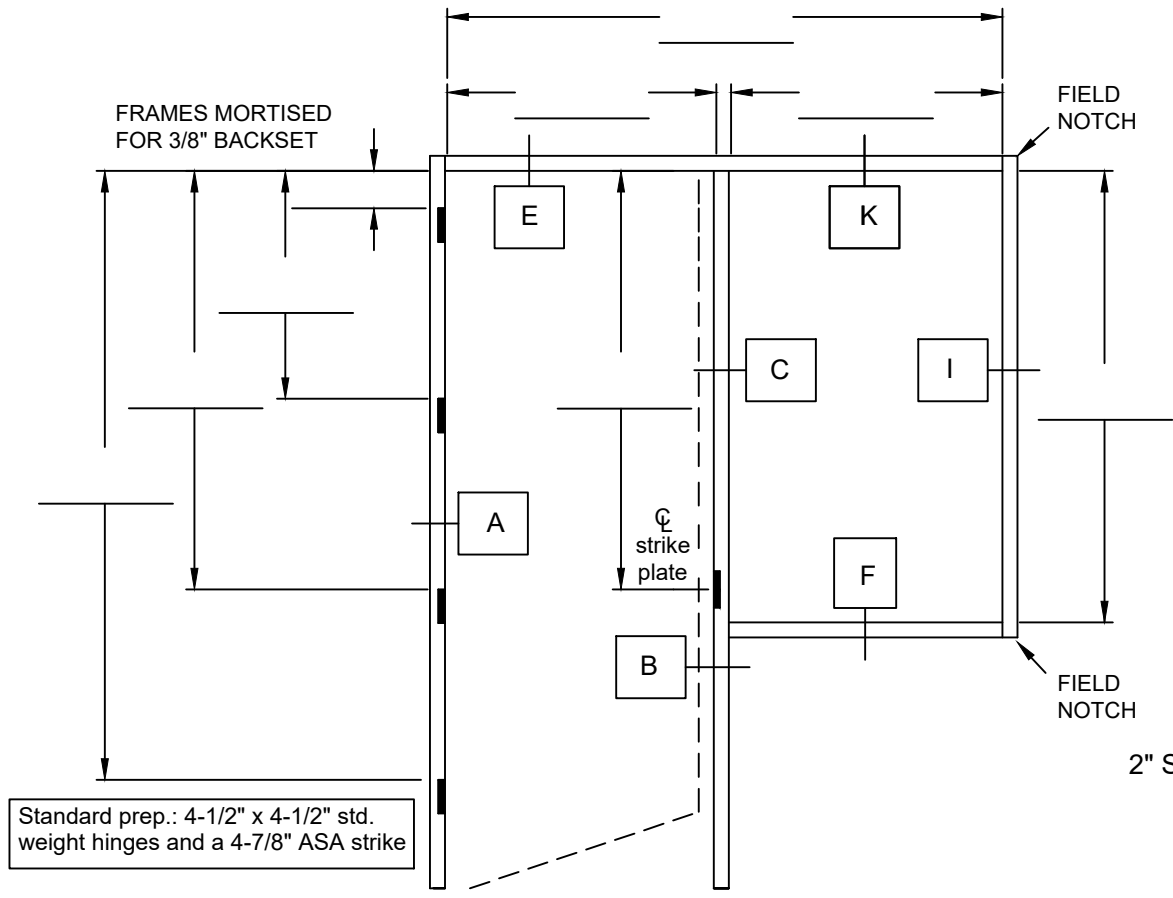 FRAMES MORTISED
FOR 3/8" BACKSET
FIELD
NOTCH
E
K
C
I
A
℄
strike
plate
F
B
FIELD
NOTCH
2" S
Standard prep.: 4-1/2" x 4-1/2" std.
weight hinges and a 4-7/8" ASA strike